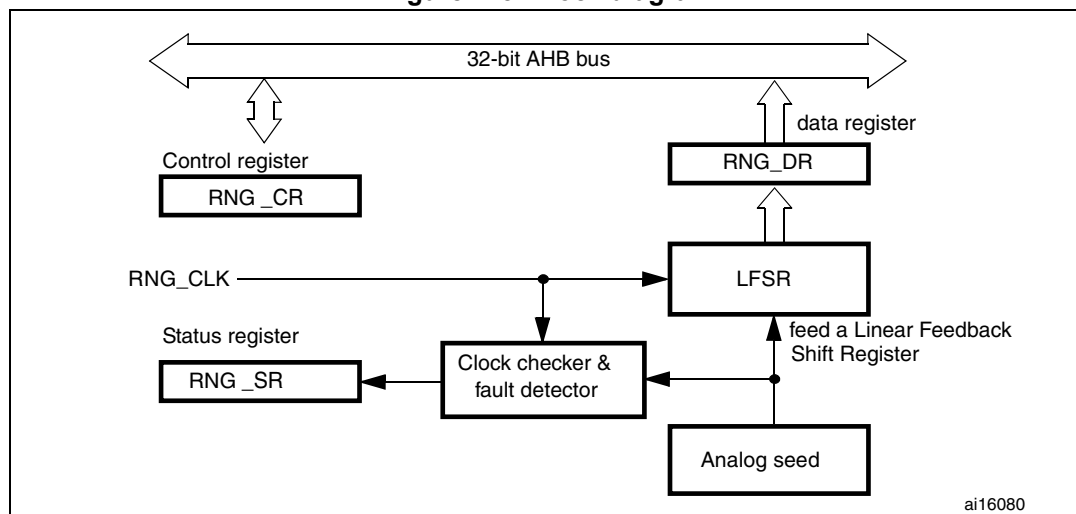 32-bit AHB bus
data register
Control register
RNG_DR
RNG _CR
RNG_CLK
LFSR
Status register
feed a Linear Feedback
Shift Register
Clock checker &
fault detector
RNG _SR
Analog seed
ai16080